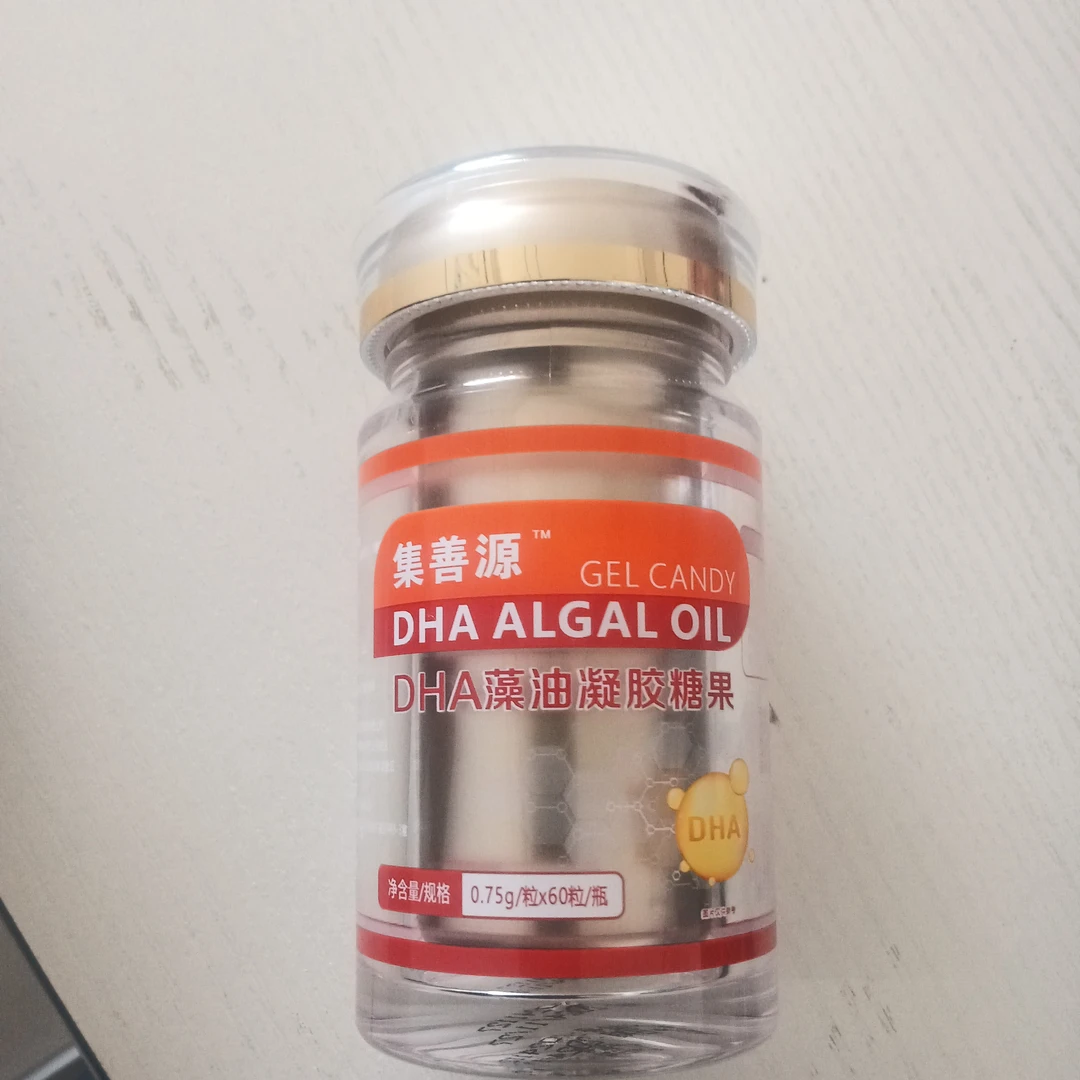 集善源™
GEL CANDY
DHA ALGAL OIL
DHA藻油凝胶糖果
DHA
净含量/规格 0.75g/粒x60粒/瓶